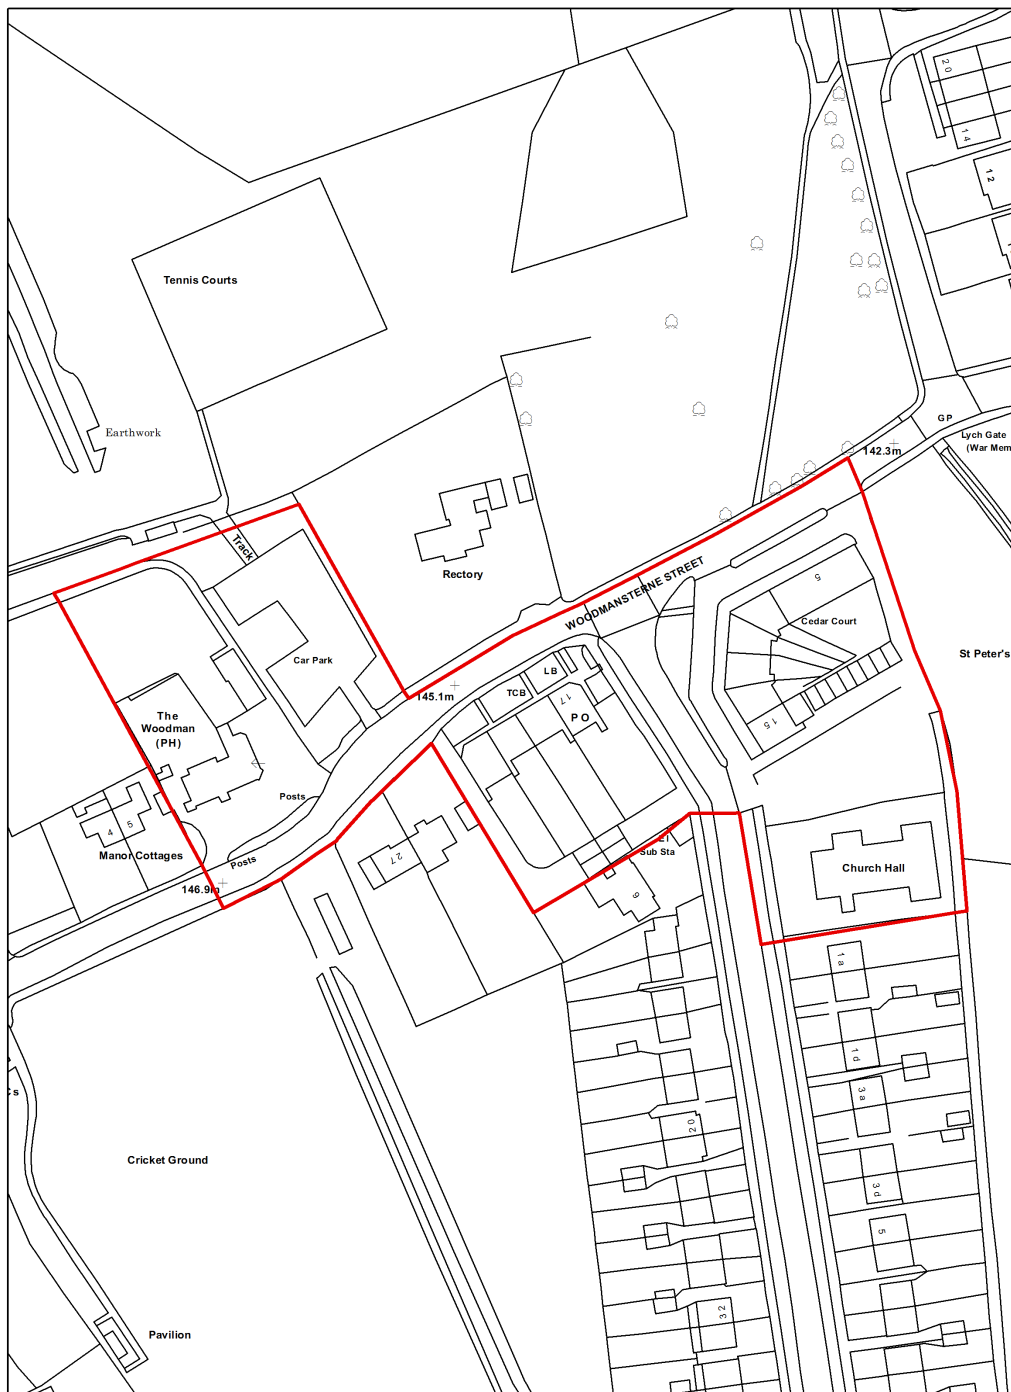 20
14
12
Tennis Courts
Earthwork
GP
142.3m
Lych Gate
(War Mem
Track
Rectory
WOODMANSTERNE STREET
5
Cedar Court
St Peter's
Car Park
LB
TCB
17
PO
145.1m
15
The
Woodman
(PH)
Posts
4
5
Manor Cottages
Posts
27
146.9m
El
Sub Sta
9
Church Hall
1a
1d
3a
20
3d
5
32
Cs
Cricket Ground
Pavilion